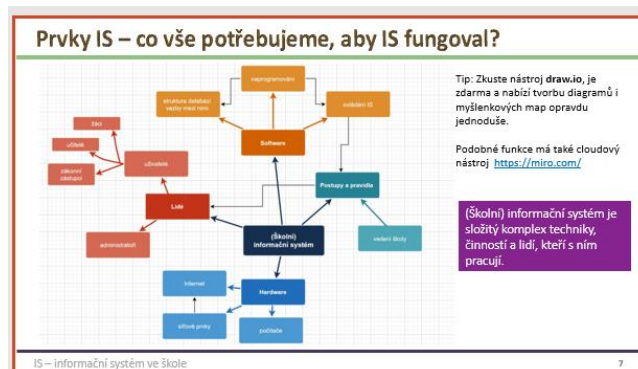 Prvky IS – co vše potřebujeme, aby IS fungoval?
naprogramování
struktura databází
vazby mezi nimi
ovládání IS
Software
žáci
učitelé
zákonní
zástupci
uživatelé
Lidé
administrátoři
Postupy a pravidla
(Školní)
informační systém
vedení školy
Internet
Hardware
síťové prvky
počítače
Tip: Zkuste nástroj draw.io, je
zdarma a nabízí tvorbu diagramů i
myšlenkových map opravdu
jednoduše.
Podobné funkce má také cloudový
nástroj https://miro.com/
(Školní) informační systém je
složitý komplex techniky,
činností a lidí, kteří s ním
pracují.
IS – informační systém ve škole
7